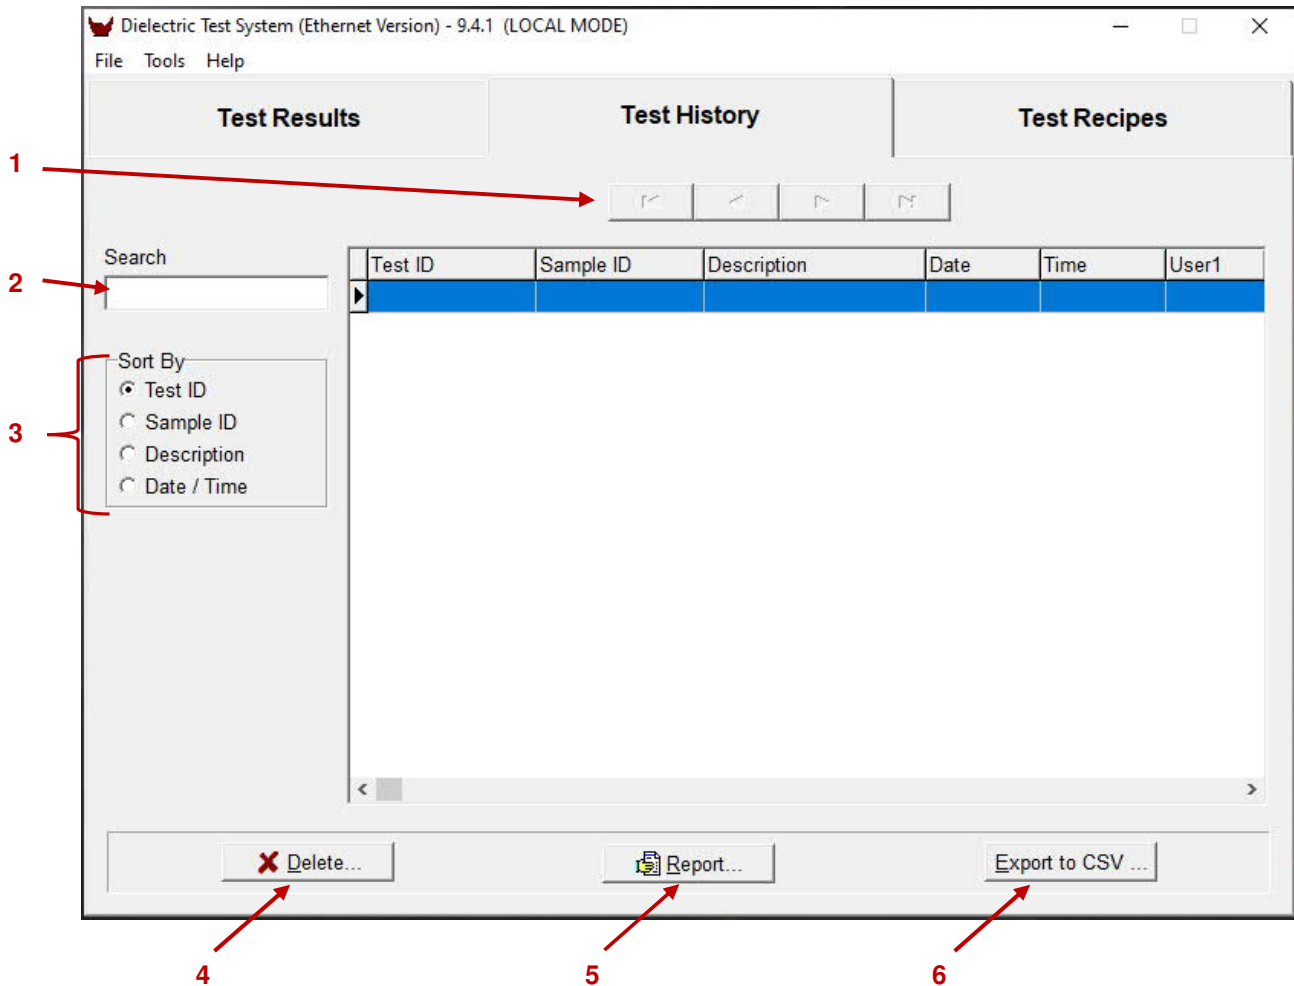 Dielectric Test System (Ethernet Version) - 9.4.1 (LOCAL MODE)
File Tools Help
Test Results Test History Test Recipes
1
Search
2
Test ID Sample ID Description Date Time User1
Sort By
Test ID
Sample ID
3
Description
Date / Time
Delete... Report... Export to CSV ...
4 5 6